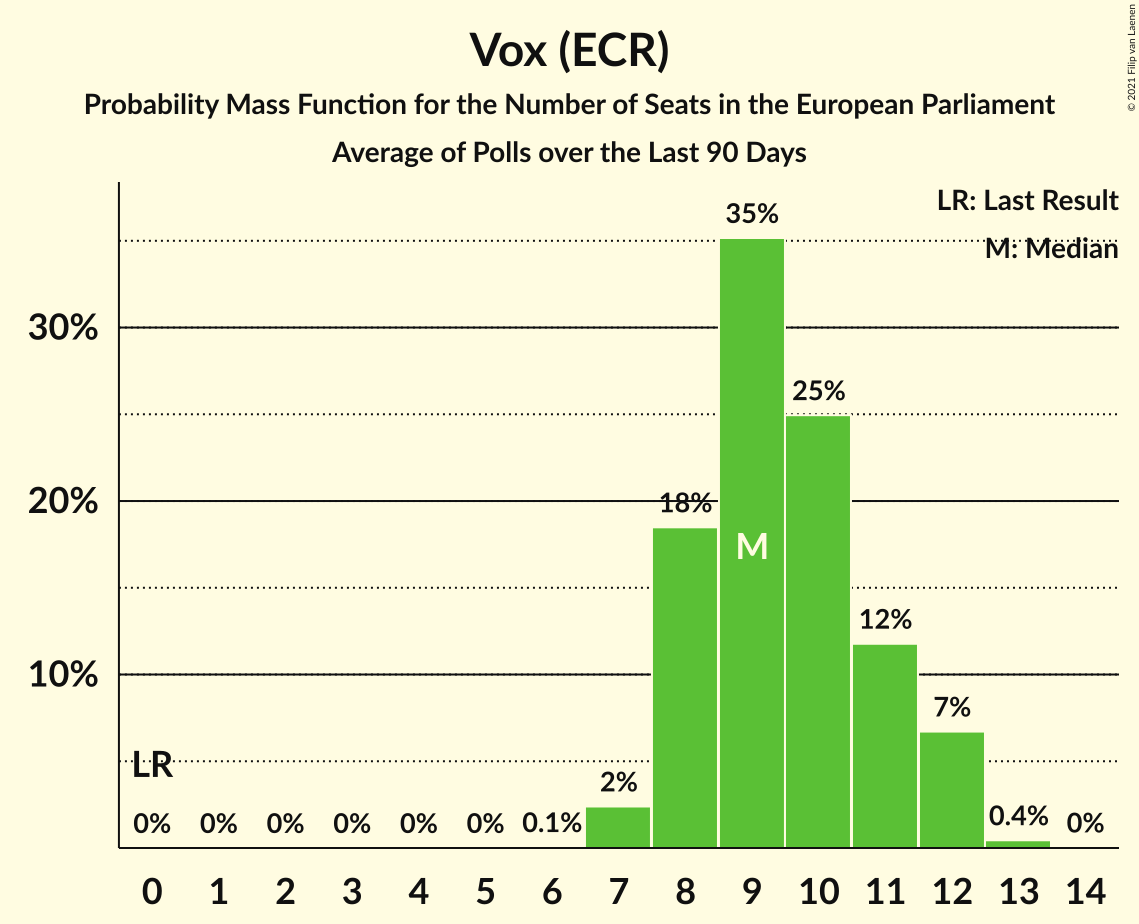 Vox (ECR)
Probability Mass Function for the Number of Seats in the European Parliament
Average of Polls over the Last 90 Days
© 2021 Filip van Laenen
LR: Last Result
M: Median
35%
30%
25%
20%
18%
M
12%
10%
7%
LR
2%
0% 0% 0% 0% 0% 0% 0.1% 0.4% 0%
0 1 2 3 4 5 6 7 8 9 10 11 12 13 14